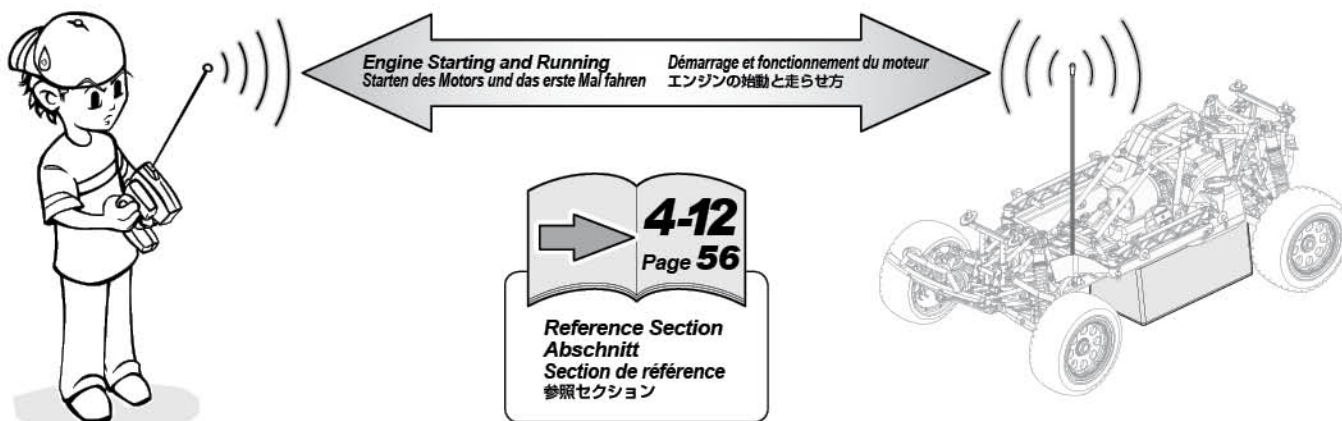 Engine Starting and Running
Starten des Motors und das erste Mal fahren
Démarrage et fonctionnement du moteur
エンジンの始動と走らせ方
4-12
Page 56
Reference Section
Abschnitt
Section de référence
参照セクション